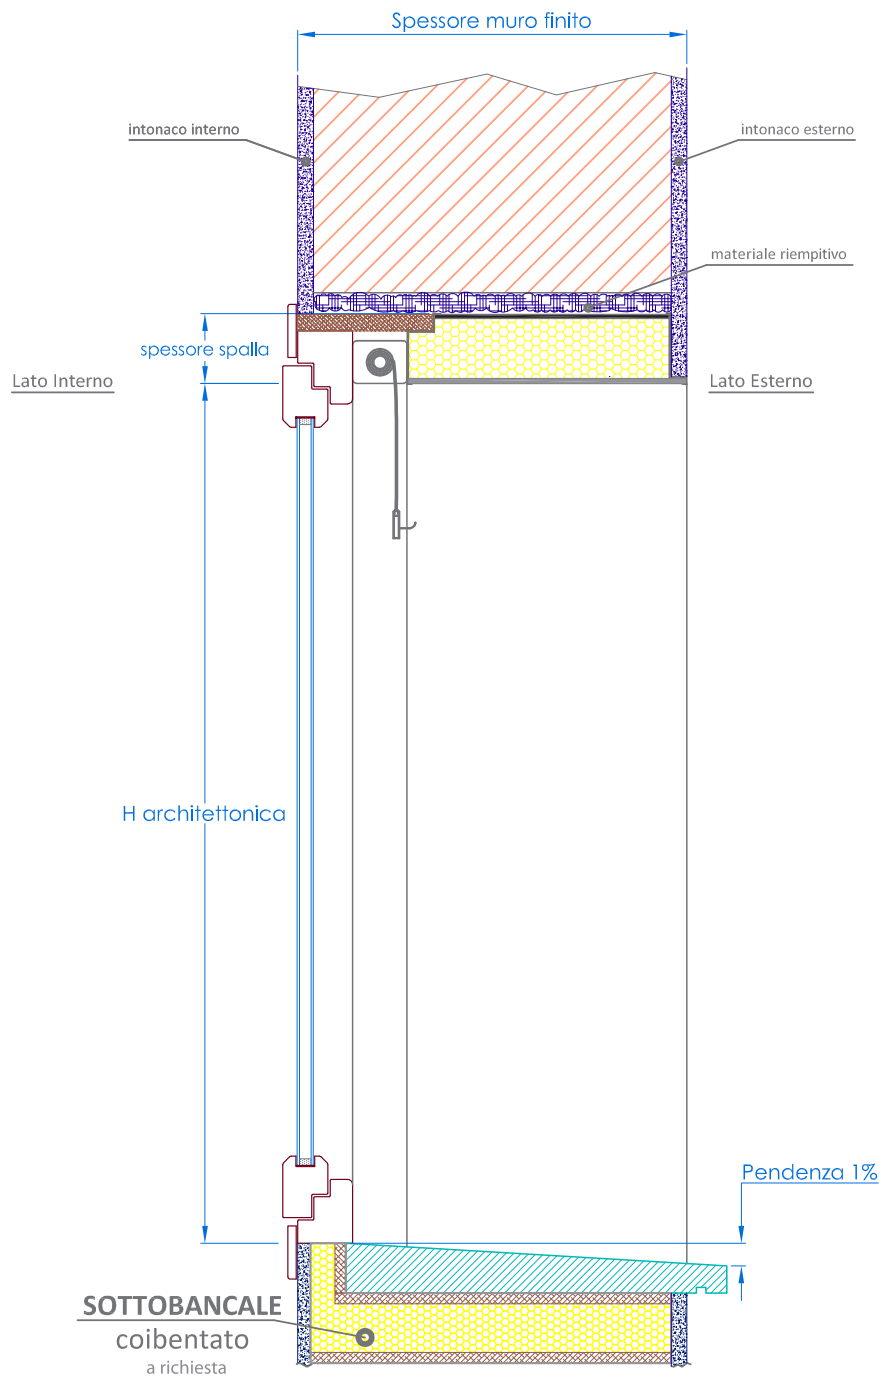 Spessore muro finito
intonaco interno
intonaco esterno
materiale riempitivo
spessore spalla
Lato Interno
Lato Esterno
H architettonica
Pendenza 1%
SOTTOBANCALE
coibentato
a richiesta